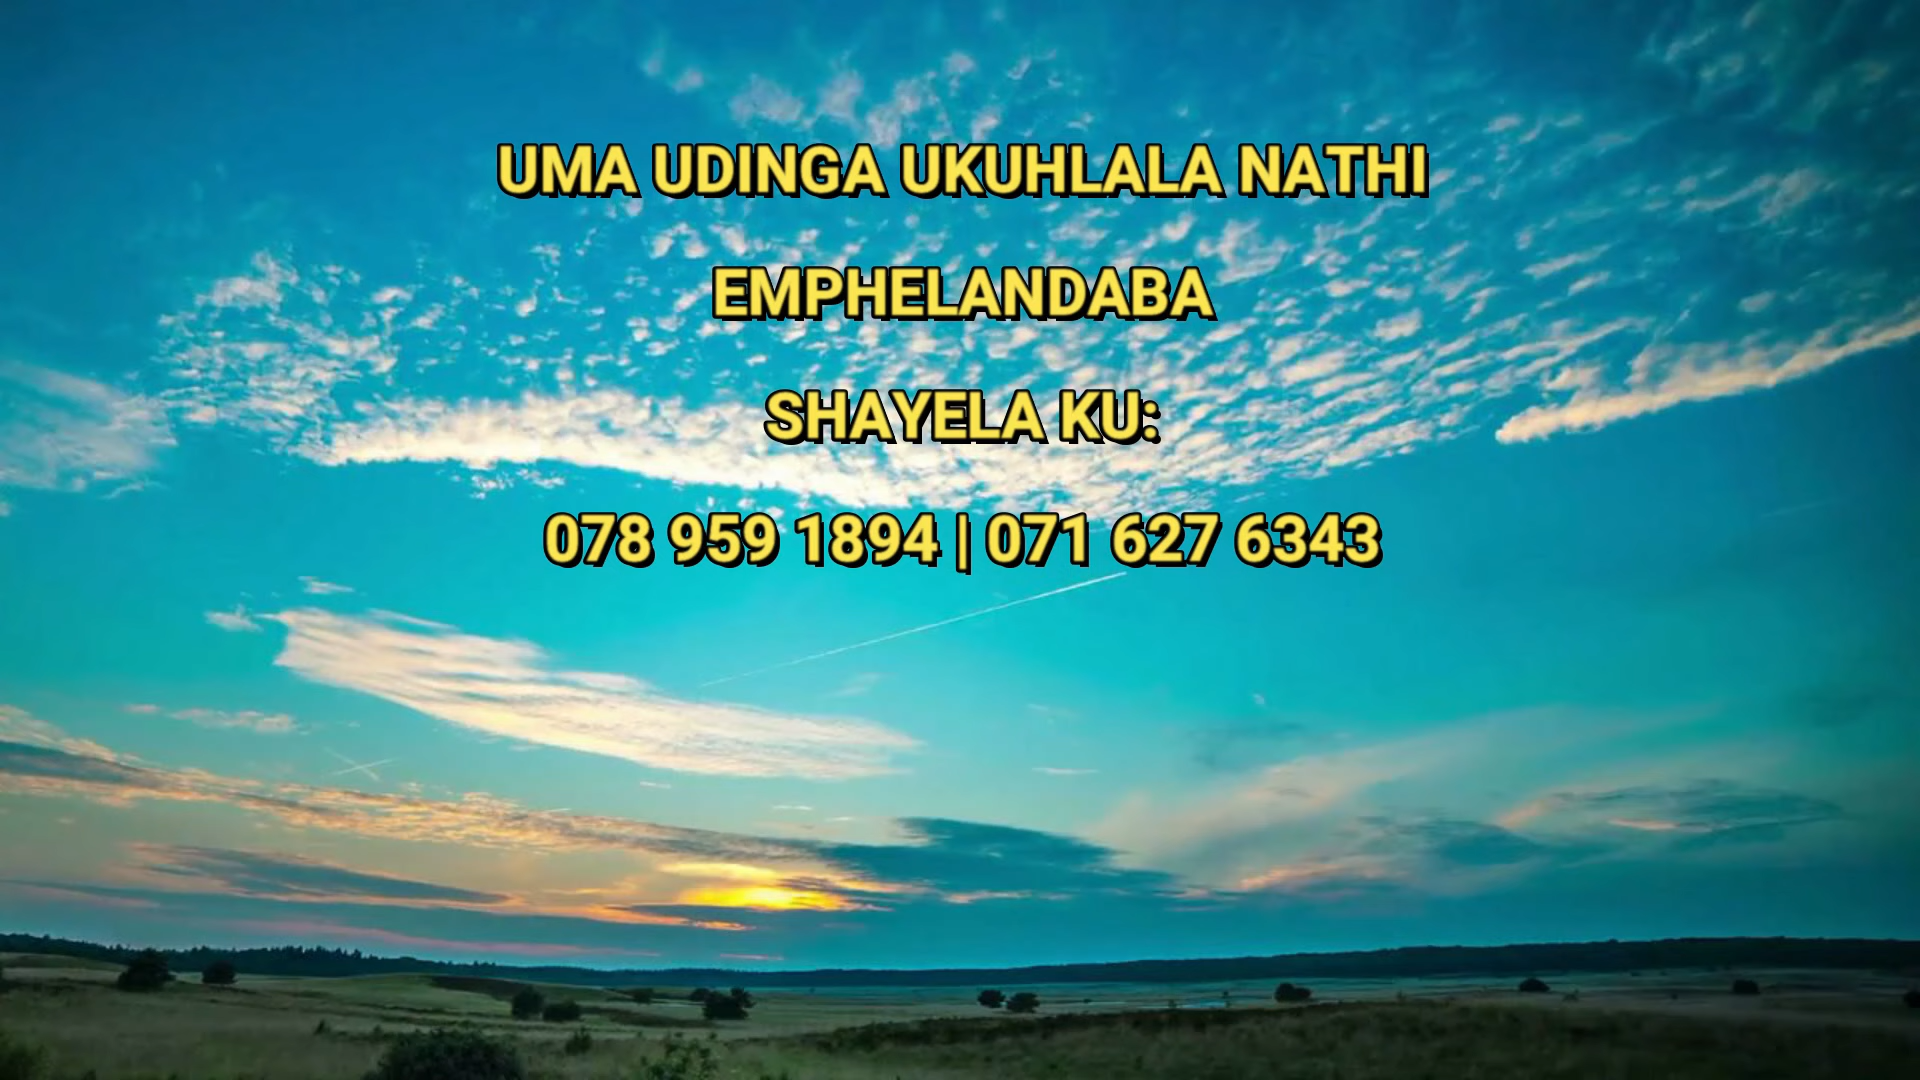 UMA UDINGA UKUHLALA NATHI
EMPHELANDABA
SHAYELA KU:
078 959 1894 | 071 627 6343